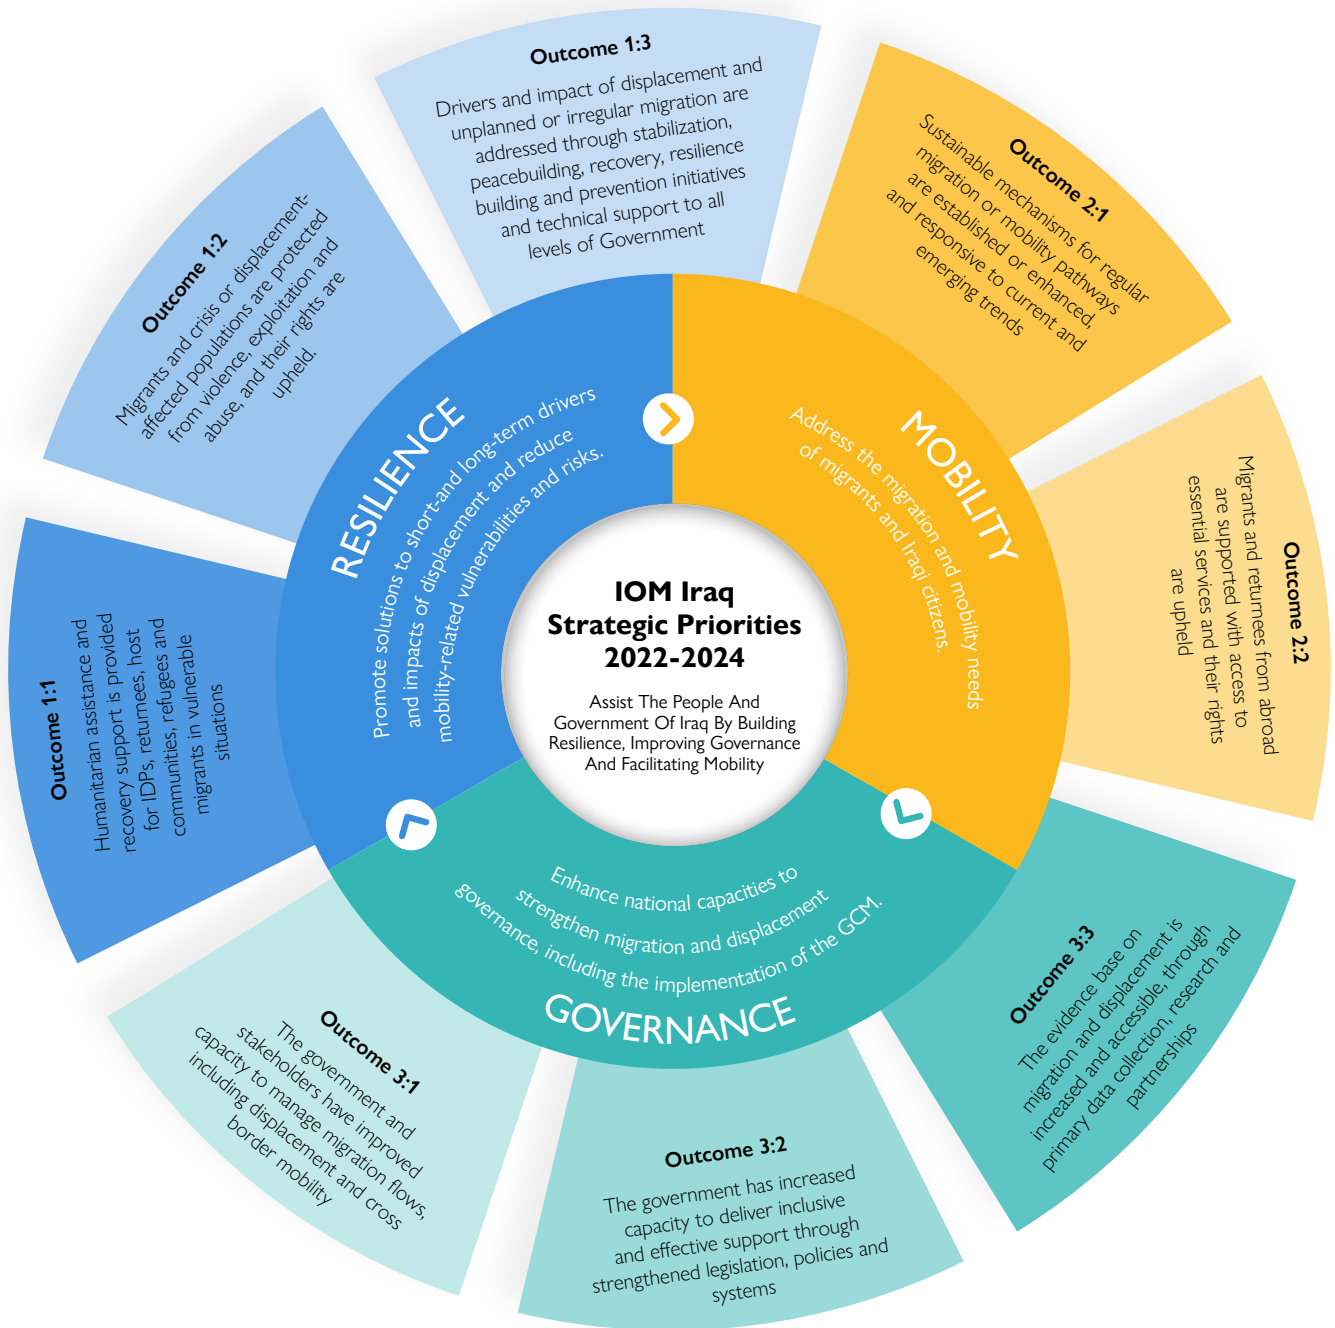 IOM Iraq
Strategic Priorities
2022-2024
Assist The People And
Government Of Iraq By Building
Resilience, Improving Governance
And Facilitating Mobility
RESILIENCE
Promote solutions to short-and long-term drivers
and impacts of displacement and reduce
mobility-related vulnerabilities and risks.
Outcome 1:1
Humanitarian assistance and
recovery support is provided
for IDPs, returnees, host
communities, refugees and
migrants in vulnerable
situations
Outcome 1:2
Migrants and crisis or displacement-
affected populations are protected
from violence, exploitation and
abuse, and their rights are
upheld.
Outcome 1:3
Drivers and impact of displacement and
unplanned or irregular migration are
addressed through stabilization,
peacebuilding, recovery, resilience
building and prevention initiatives
and technical support to all
levels of Government
MOBILITY
Address the migration and mobility needs
of migrants and Iraqi citizens.
Outcome 2:1
Sustainable mechanisms for regular
migration or mobility pathways
are established or enhanced,
and responsive to current and
emerging trends
Outcome 2:2
Migrants and returnees from abroad
are supported with access to
essential services and their rights
are upheld
Enhance national capacities to
strengthen migration and displacement
governance, including the implementation of the GCM.
GOVERNANCE
Outcome 3:3
The evidence base on
migration and displacement is
increased and accessible, through
primary data collection, research and
partnerships
Outcome 3:2
The government has increased
capacity to deliver inclusive
and effective support through
strengthened legislation, policies and
systems
Outcome 3:1
The government and
stakeholders have improved
capacity to manage migration flows,
including displacement and cross
border mobility